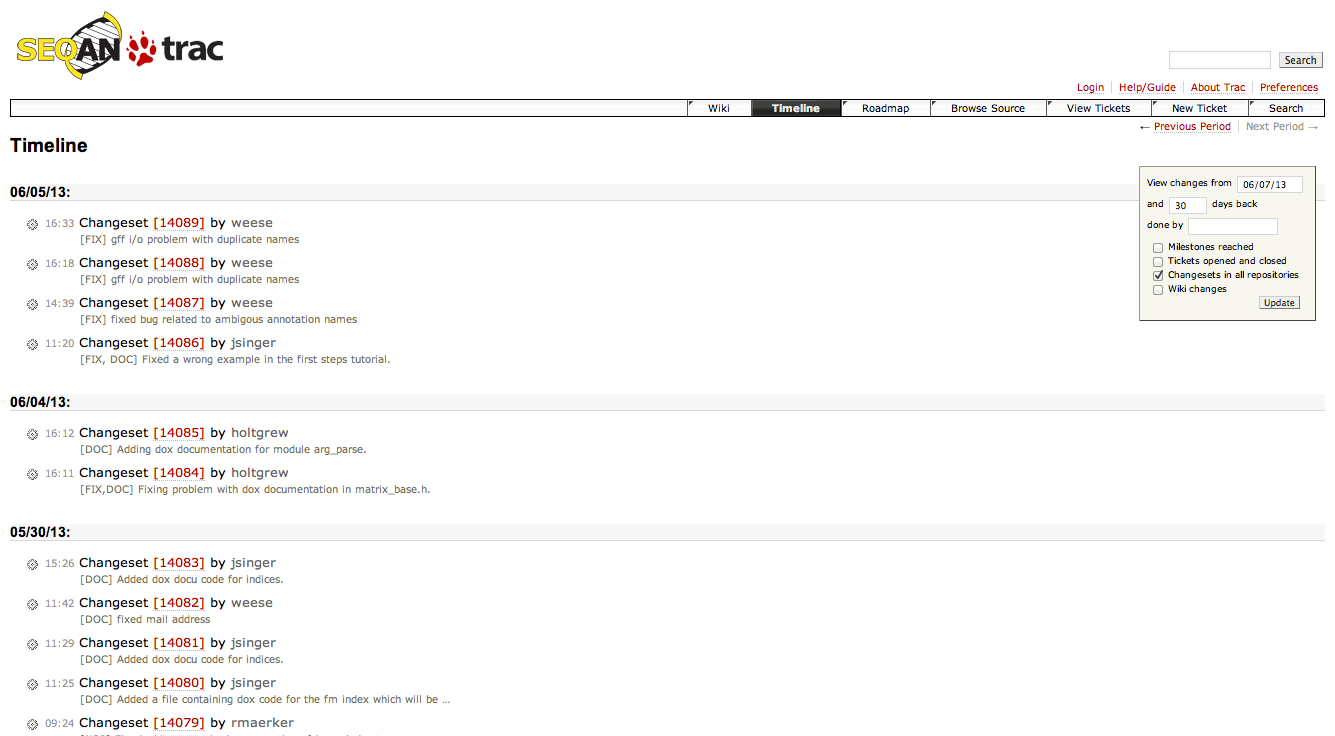 SEQAN trac
Search
Login Help/Guide About Trac Preferences
Wiki Timeline Roadmap Browse Source View Tickets New Ticket Search
← Previous Period Next Period →
Timeline
View changes from 06/07/13
and 30 days back
done by
Milestones reached
Tickets opened and closed
Changesets in all repositories
Wiki changes
Update
06/05/13:
16:33 Changeset [14089] by weese
[FIX] gff i/o problem with duplicate names
16:18 Changeset [14088] by weese
[FIX] gff i/o problem with duplicate names
14:39 Changeset [14087] by weese
[FIX] fixed bug related to ambigous annotation names
11:20 Changeset [14086] by jsinger
[FIX, DOC] Fixed a wrong example in the first steps tutorial.
06/04/13:
16:12 Changeset [14085] by holtgrew
[DOC] Adding dox documentation for module arg_parse.
16:11 Changeset [14084] by holtgrew
[FIX,DOC] Fixing problem with dox documentation in matrix_base.h.
05/30/13:
15:26 Changeset [14083] by jsinger
[DOC] Added dox docu code for indices.
11:42 Changeset [14082] by weese
[DOC] fixed mail address
11:29 Changeset [14081] by jsinger
[DOC] Added dox docu code for indices.
11:25 Changeset [14080] by jsinger
[DOC] Added a file containing dox code for the fm index which will be …
09:24 Changeset [14079] by rmaerker